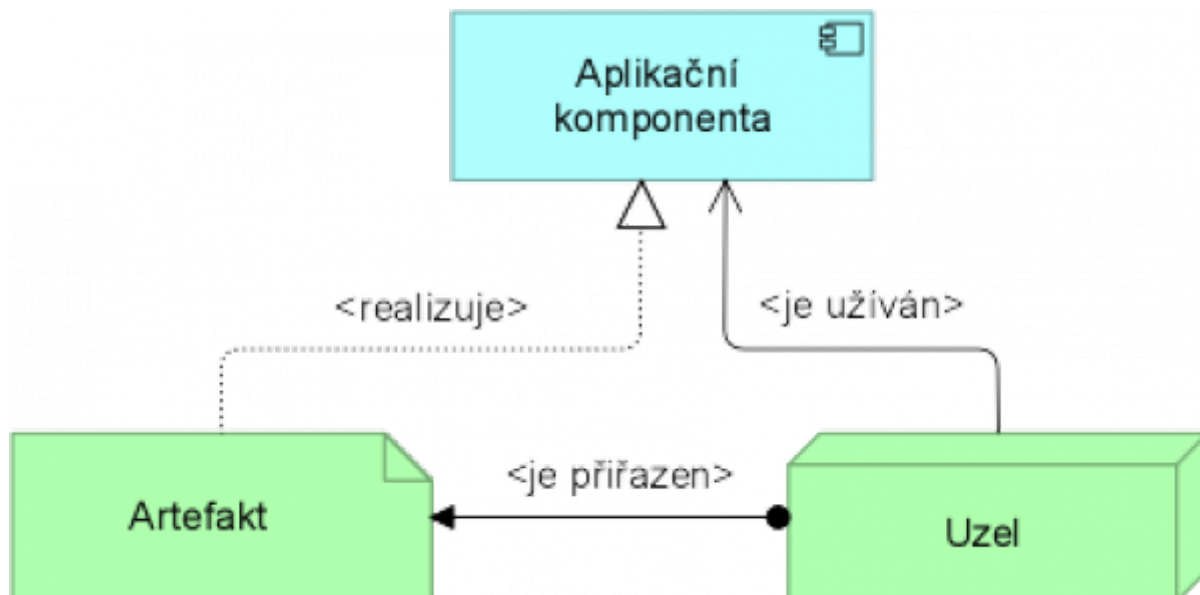 Aplikační
komponenta
<realizuje>
<je užíván>
<je přiřazen>
Artefakt
Uzel